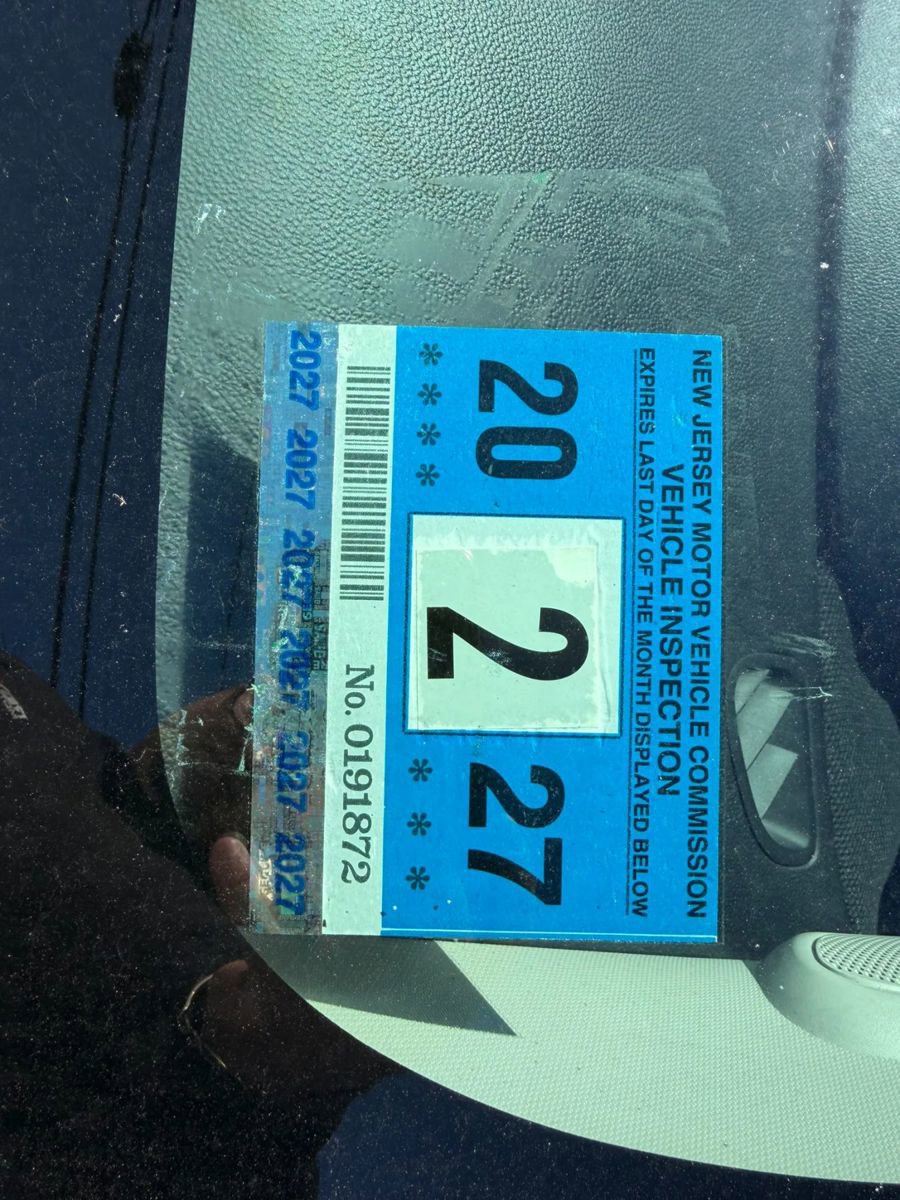 NEW JERSEY MOTOR VEHICLE COMMISSION
VEHICLE INSPECTION
EXPIRES LAST DAY OF THE MONTH DISPLAYED BELOW
20 2 27
**** ***
No. 0191872
2027 2027 2027 2027 2027 2027